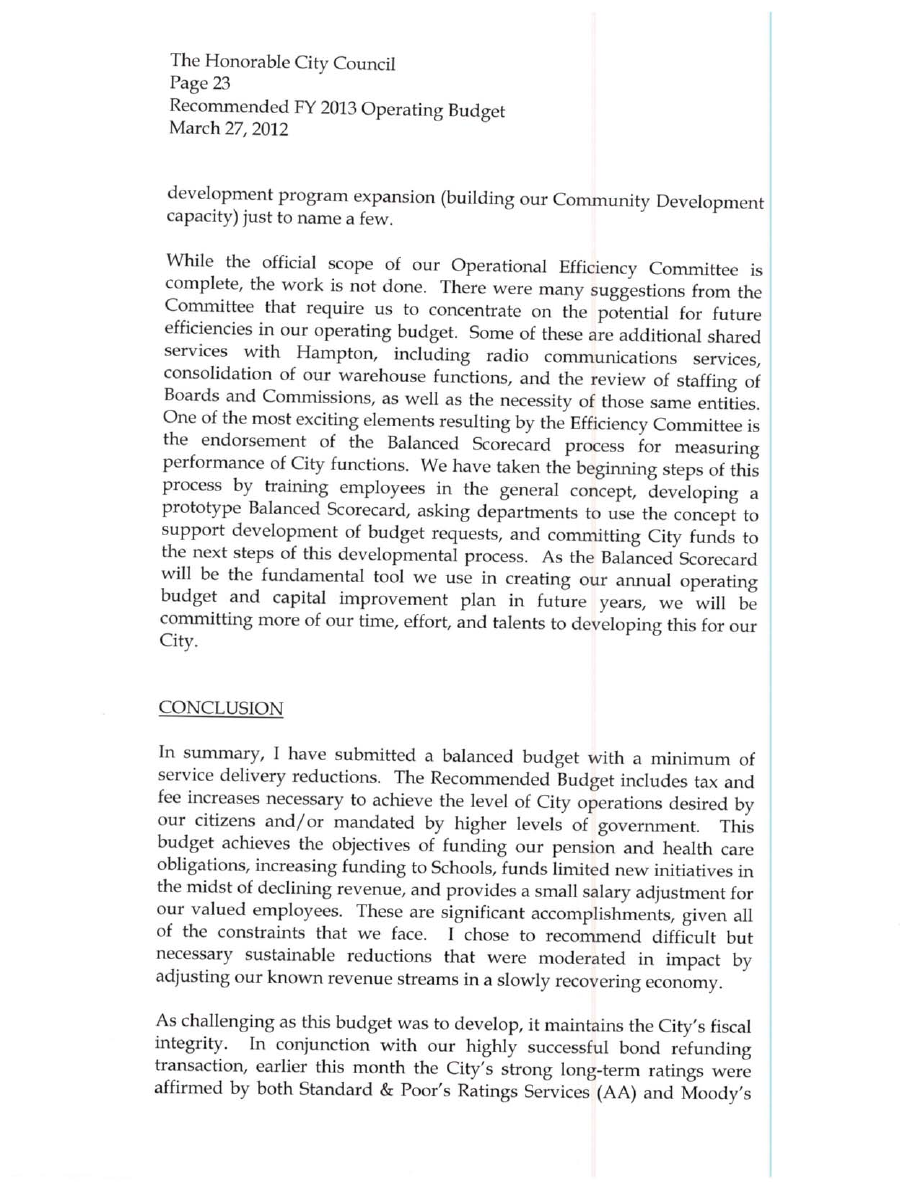 The Honorable City Council
Page 23
Recommended FY 2013 Operating Budget
March 27, 2012
development program expansion (building our Community Development
capacity) just to name a few.
While the official scope of our Operational Efficiency Committee is
complete, the work is not done. There were many suggestions from the
Committee that require us to concentrate on the potential for future
efficiencies in our operating budget. Some of these are additional shared
services with Hampton, including radio communications services,
consolidation of our warehouse functions, and the review of staffing of
Boards and Commissions, as well as the necessity of those same entities.
One of the most exciting elements resulting by the Efficiency Committee is
the endorsement of the Balanced Scorecard process for measuring
performance of City functions. We have taken the beginning steps of this
process by training employees in the general concept, developing a
prototype Balanced Scorecard, asking departments to use the concept to
support development of budget requests, and committing City funds to
the next steps of this developmental process. As the Balanced Scorecard
will be the fundamental tool we use in creating our annual operating
budget and capital improvement plan in future years, we will be
committing more of our time, effort, and talents to developing this for our
City.
CONCLUSION
In summary, I have submitted a balanced budget with a minimum of
service delivery reductions. The Recommended Budget includes tax and
fee increases necessary to achieve the level of City operations desired by
our citizens and/or mandated by higher levels of government. This
budget achieves the objectives of funding our pension and health care
obligations, increasing funding to Schools, funds limited new initiatives in
the midst of declining revenue, and provides a small salary adjustment for
our valued employees. These are significant accomplishments, given all
of the constraints that we face. I chose to recommend difficult but
necessary sustainable reductions that were moderated in impact by
adjusting our known revenue streams in a slowly recovering economy.
As challenging as this budget was to develop, it maintains the City's fiscal
integrity. In conjunction with our highly successful bond refunding
transaction, earlier this month the City's strong long-term ratings were
affirmed by both Standard & Poor's Ratings Services (AA) and Moody's